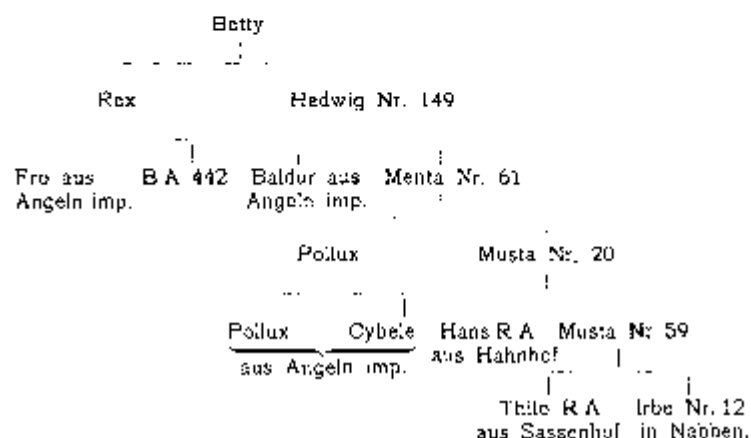 Betty
Rex Hedwig Nr. 149
Fro aus B A 442 Baldur aus Menta Nr. 61
Angeln imp. Angeln imp.
Pollux Musta Nr. 20
Pollux Cybele Hans R A Musta Nr 59
aus Angeln imp. aus Hahnhof
Thilo R A Irbe Nr. 12
aus Sassenhof in Nabben.